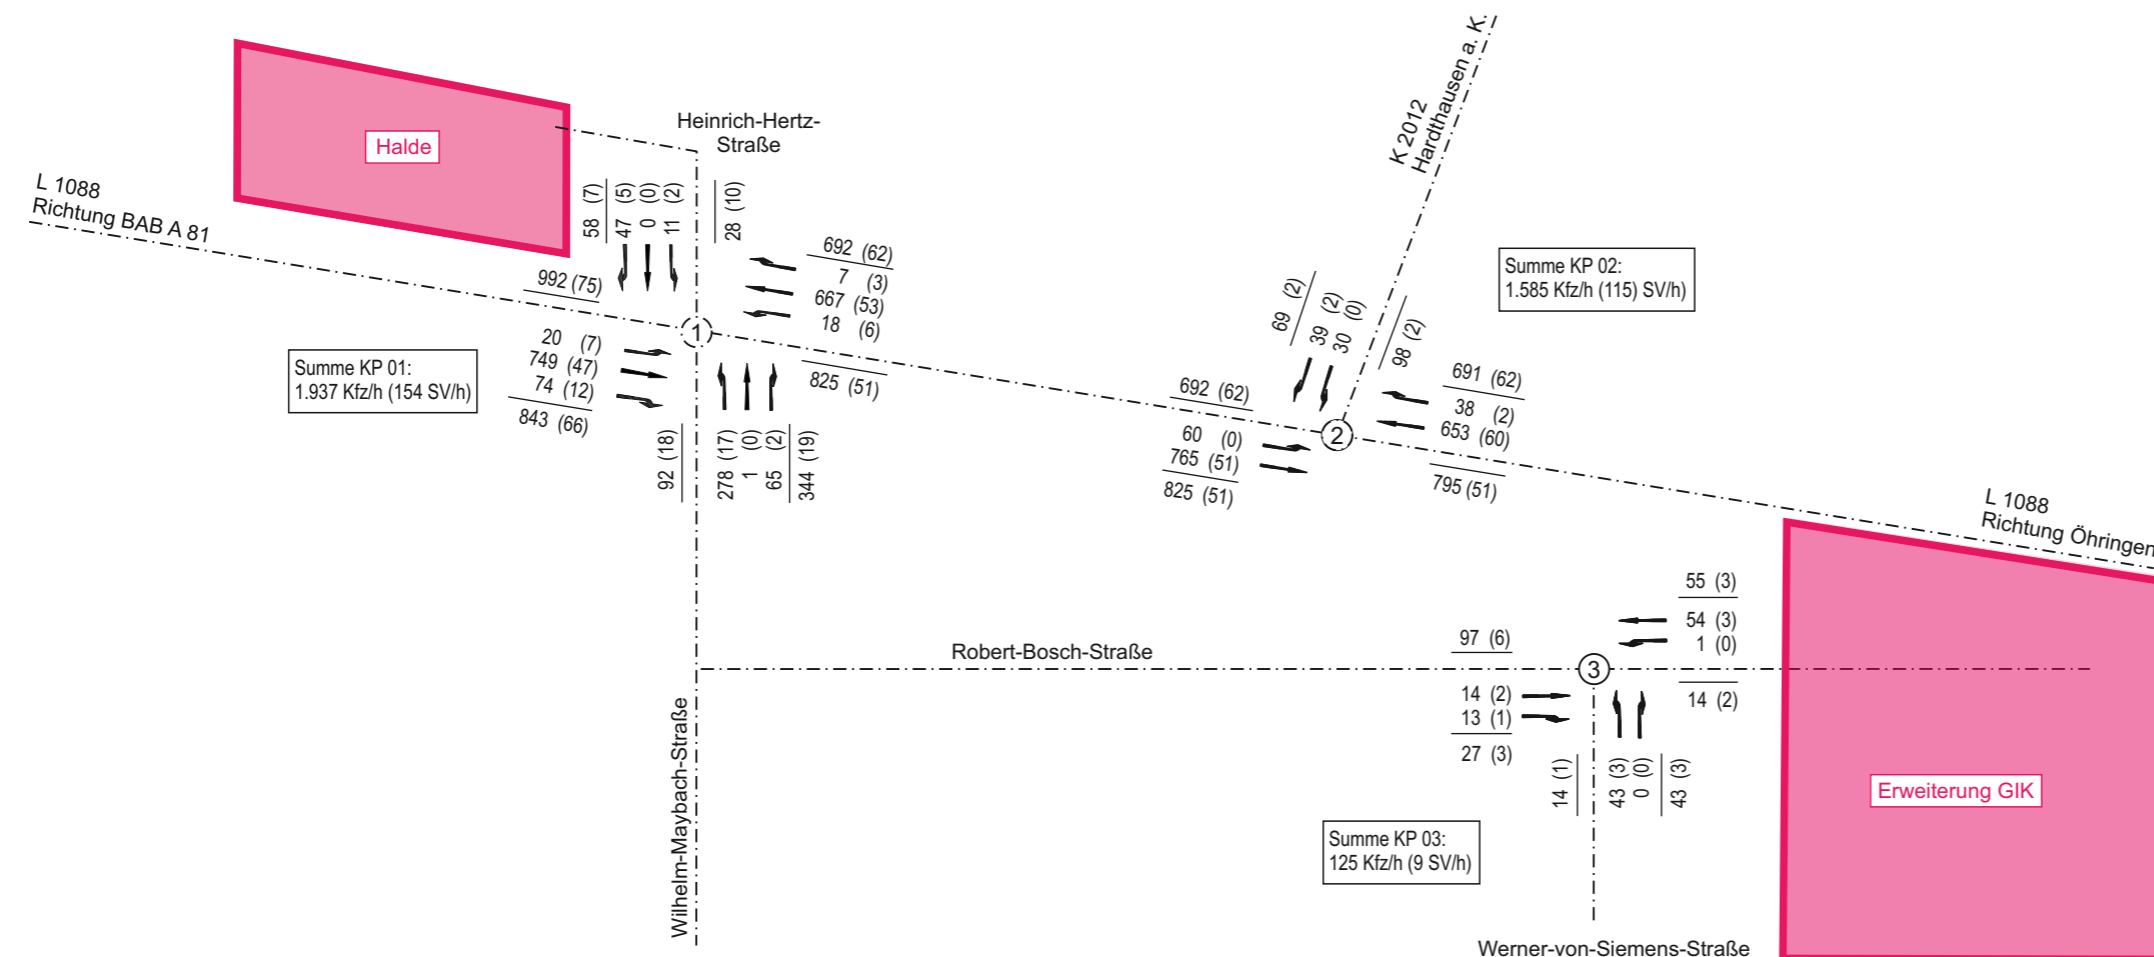 Halde
Heinrich-Hertz-
Straße
L 1088
Richtung BAB A 81
58 (7)
47 (5)
0 (0)
11 (2)
28 (10)
992 (75)
692 (62)
7 (3)
667 (53)
18 (6)
1
20 (7)
749 (47)
74 (12)
843 (66)
825 (51)
Summe KP 01:
1.937 Kfz/h (154 SV/h)
92 (18)
278 (17)
1 (0)
65 (2)
344 (19)
K 2012
Hardthausen a. K.
Summe KP 02:
1.585 Kfz/h (115) SV/h)
69 (2)
39 (2)
30 (0)
98 (2)
692 (62)
691 (62)
38 (2)
653 (60)
2
60 (0)
765 (51)
825 (51)
795 (51)
L 1088
Richtung Öhringen
55 (3)
54 (3)
1 (0)
97 (6)
Robert-Bosch-Straße
3
14 (2)
13 (1)
27 (3)
14 (2)
14 (1)
43 (3)
0 (0)
43 (3)
Wilhelm-Maybach-Straße
Erweiterung GIK
Summe KP 03:
125 Kfz/h (9 SV/h)
Werner-von-Siemens-Straße